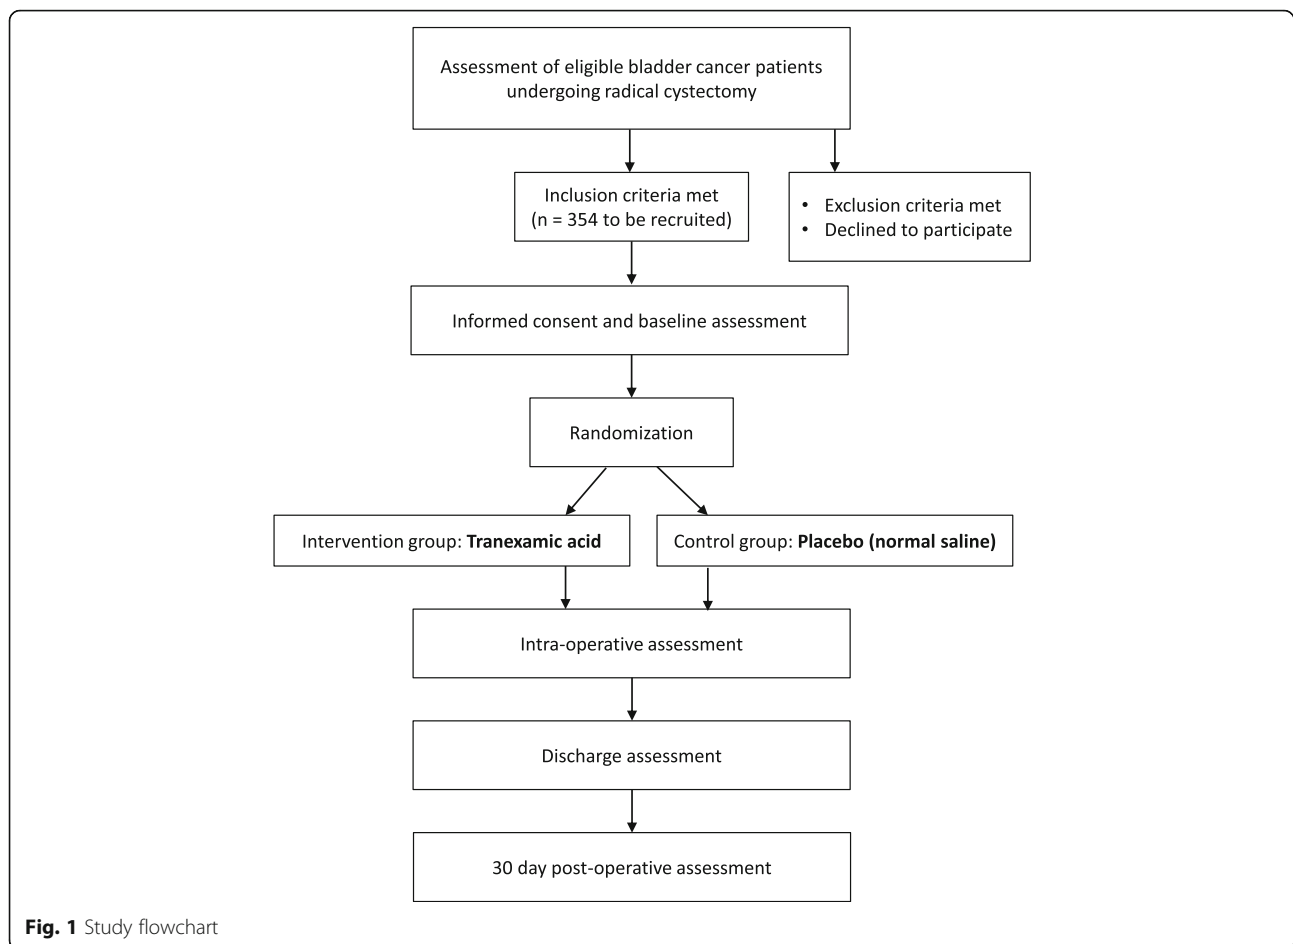 Assessment of eligible bladder cancer patients
undergoing radical cystectomy
Inclusion criteria met
(n = 354 to be recruited)
• Exclusion criteria met
• Declined to participate
Informed consent and baseline assessment
Randomization
Intervention group: Tranexamic acid
Control group: Placebo (normal saline)
Intra-operative assessment
Discharge assessment
30 day post-operative assessment
Fig. 1 Study flowchart